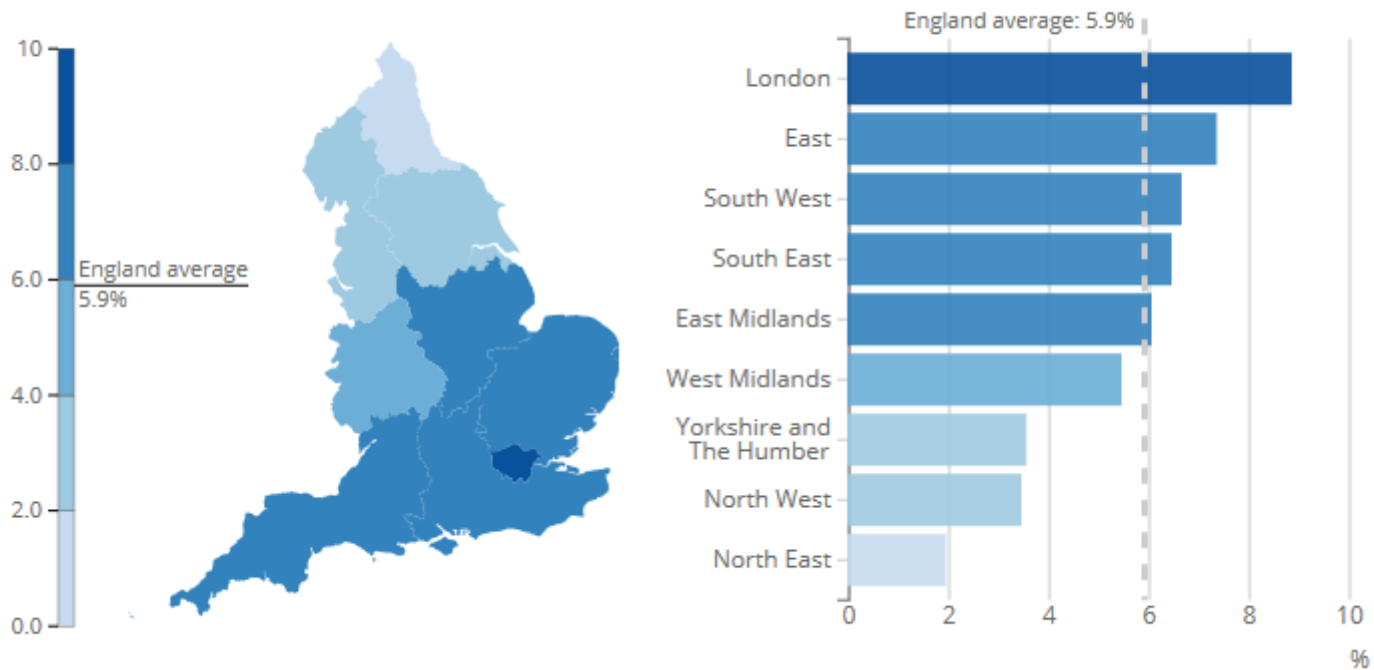 10
8.0
6.0
4.0
2.0
0.0
England average
5.9%
England average: 5.9%
London
East
South West
South East
East Midlands
West Midlands
Yorkshire and
The Humber
North West
North East
0 2 4 6 8 10
%